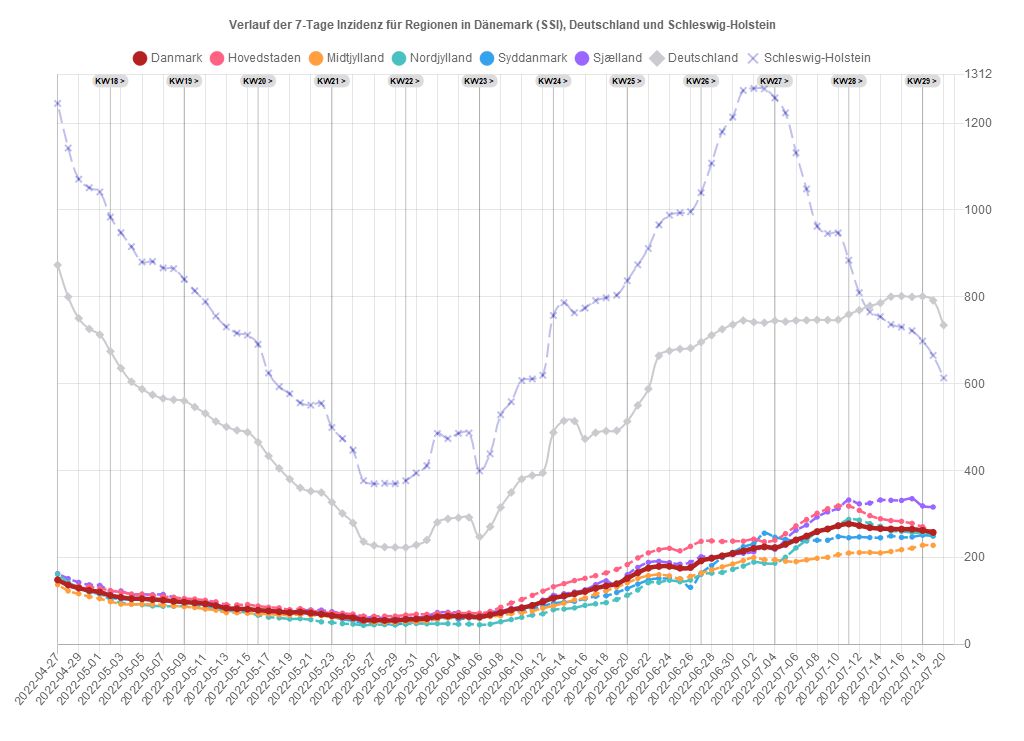 Verlauf der 7-Tage Inzidenz für Regionen in Dänemark (SSI), Deutschland und Schleswig-Holstein
Danmark Hovedstaden Midtjylland Nordjylland Syddanmark Sjælland Deutschland Schleswig-Holstein
KW18 > KW19 > KW20 > KW21 > KW22 > KW23 > KW24 > KW25 > KW26 > KW27 > KW28 > KW29 >
1312
1200
1000
800
600
400
200
0
2022-04-27 2022-04-29 2022-05-01 2022-05-03 2022-05-05 2022-05-07 2022-05-09 2022-05-11 2022-05-13 2022-05-15 2022-05-17 2022-05-19 2022-05-21 2022-05-23 2022-05-25 2022-05-27 2022-05-29 2022-05-31 2022-06-02 2022-06-04 2022-06-06 2022-06-08 2022-06-10 2022-06-12 2022-06-14 2022-06-16 2022-06-18 2022-06-20 2022-06-22 2022-06-24 2022-06-26 2022-06-28 2022-06-30 2022-07-02 2022-07-04 2022-07-06 2022-07-08 2022-07-10 2022-07-12 2022-07-14 2022-07-16 2022-07-18 2022-07-20